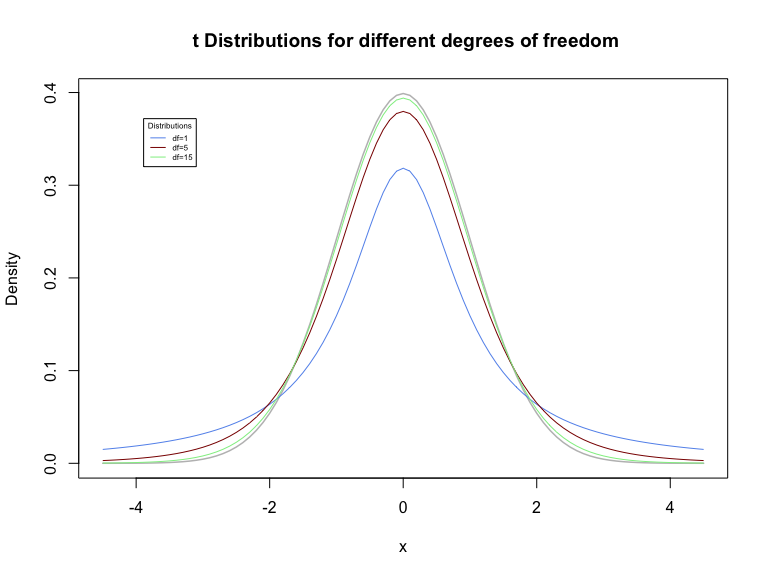 t Distributions for different degrees of freedom
Density
0.4
0.3
0.2
0.1
0.0
Distributions
df=1
df=5
df=15
-4 -2 0 2 4
x